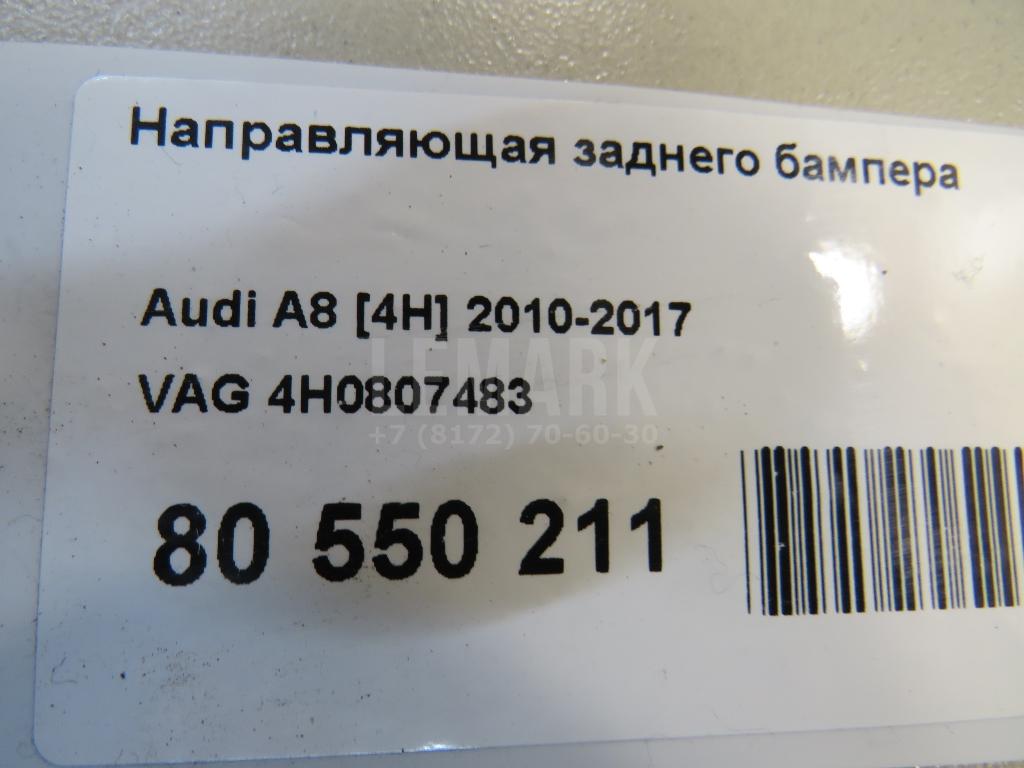 Направляющая заднего бампера
Audi A8 [4H] 2010-2017
LEMARK
VAG 4H0807483
+7 (8172) 70-60-30
80 550 211